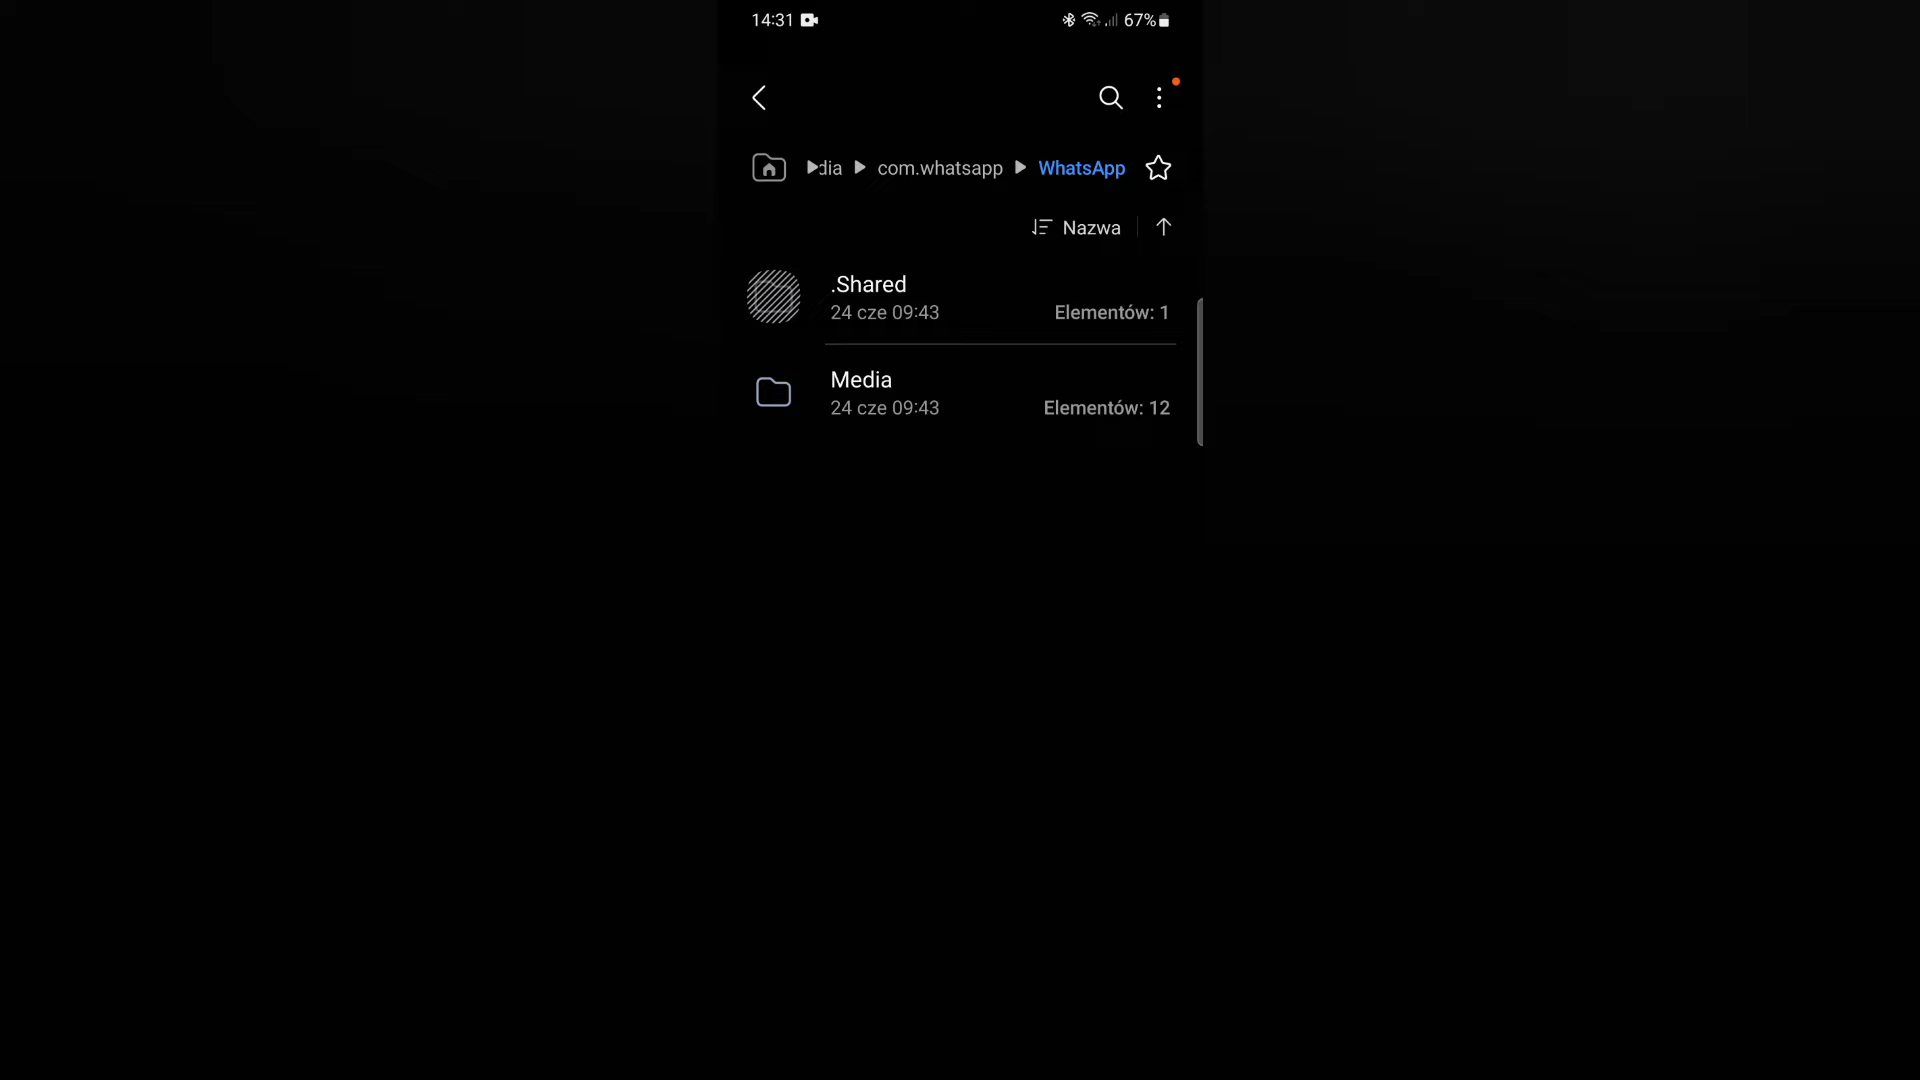 14:31 67%
dia com.whatsapp WhatsApp
Nazwa
.Shared
24 cze 09:43 Elementów: 1
Media
24 cze 09:43 Elementów: 12